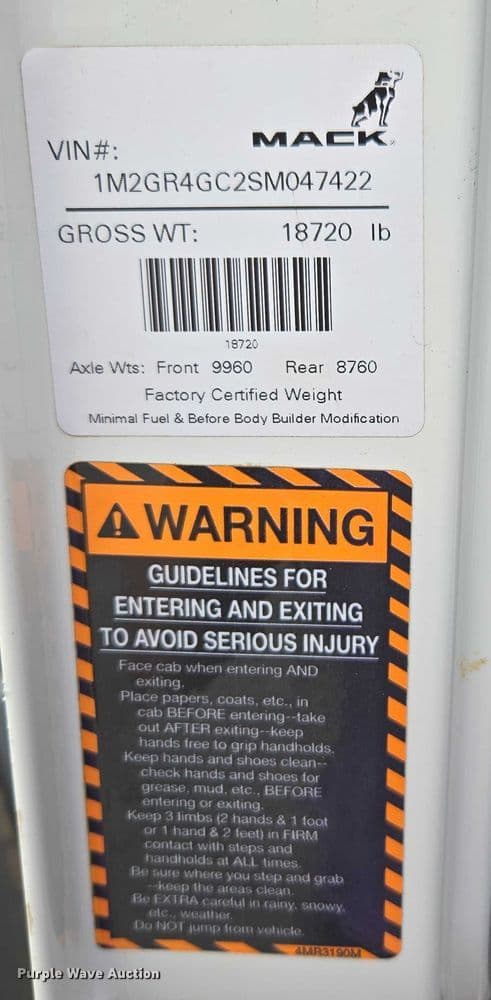 MACK
VIN#:
1M2GR4GC2SM047422
GROSS WT: 18720 lb
18720
Axle Wts: Front 9960 Rear 8760
Factory Certified Weight
Minimal Fuel & Before Body Builder Modification
WARNING
GUIDELINES FOR
ENTERING AND EXITING
TO AVOID SERIOUS INJURY
Face cab when entering AND
exiting.
Place papers, coats, etc., in
cab BEFORE entering--take
out AFTER exiting--keep
hands free to grip handholds.
Keep hands and shoes clean--
check hands and shoes for
grease, mud, etc., BEFORE
entering or exiting.
Keep 3 limbs (2 hands & 1 foot
or 1 hand & 2 feet) in FIRM
contact with steps and
handholds at ALL times.
Be sure where you step and grab
--keep the areas clean.
Be EXTRA careful in rainy, snowy,
etc., weather.
Do NOT jump from vehicle.
4MR3190M
Purple Wave Auction